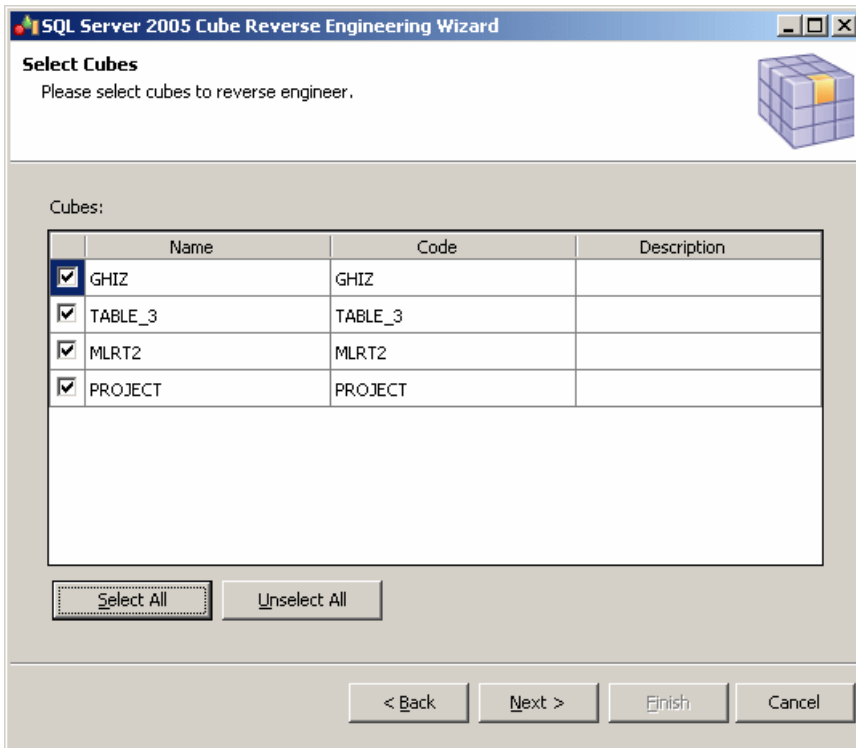 SQL Server 2005 Cube Reverse Engineering Wizard
Select Cubes
Please select cubes to reverse engineer.
Cubes:
Name Code Description
GHIZ GHIZ
TABLE_3 TABLE_3
MLRT2 MLRT2
PROJECT PROJECT
Select All Unselect All
< Back Next > Finish Cancel